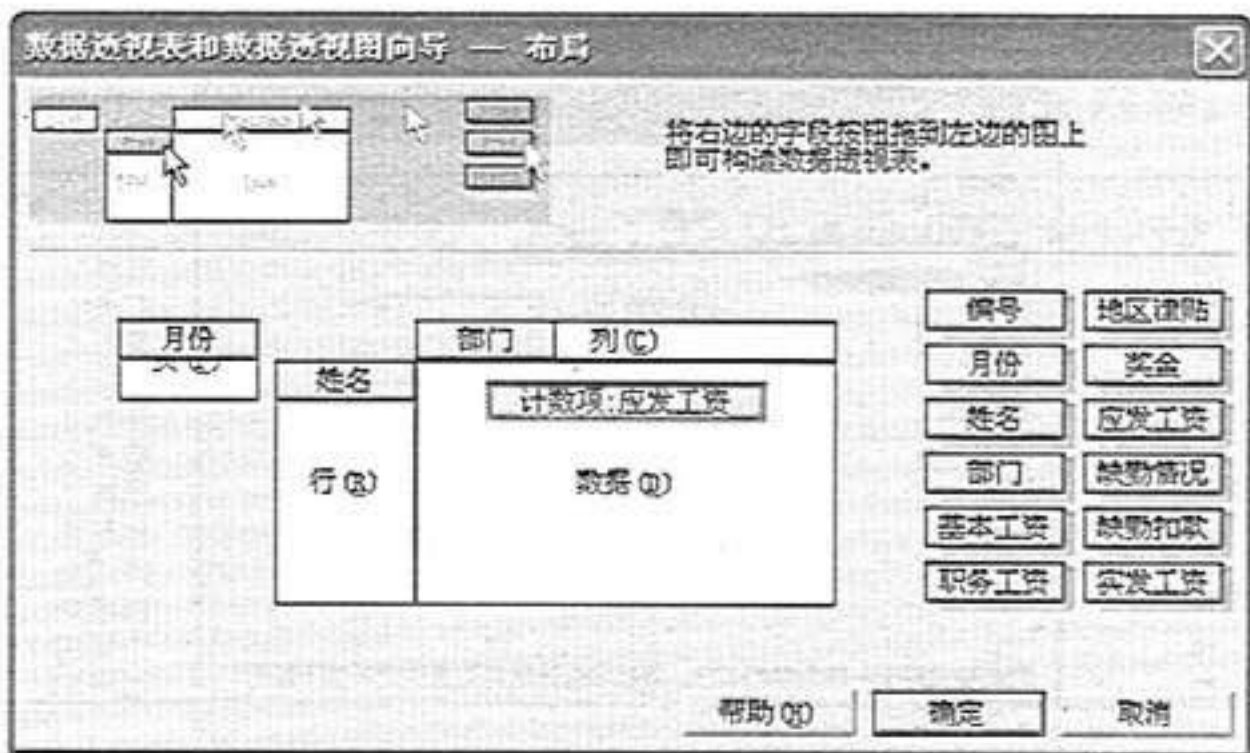 数据透视表和数据透视图向导 — 布局
将右边的字段按钮拖到左边的图上
即可构造数据透视表。
月份
部门 列(C)
姓名
计数项:应发工资
行(R)
数据(D)
编号 地区津贴
月份 奖金
姓名 应发工资
部门 缺勤情况
基本工资 缺勤扣款
职务工资 实发工资
帮助(H) 确定 取消